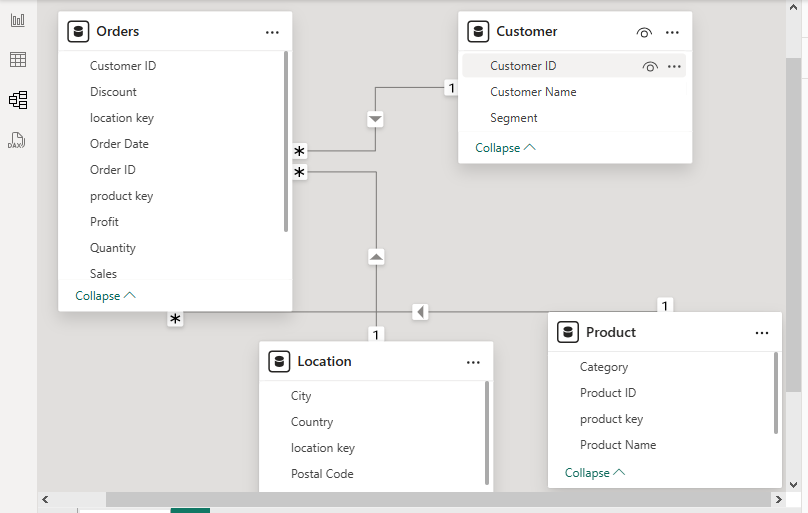 Orders
Customer ID
Discount
location key
Order Date
Order ID
product key
Profit
Quantity
Sales
Collapse
Customer
Customer ID
Customer Name
Segment
Collapse
1
*
*
*
1
1
Location
City
Country
location key
Postal Code
Product
Category
Product ID
product key
Product Name
Collapse
DAX